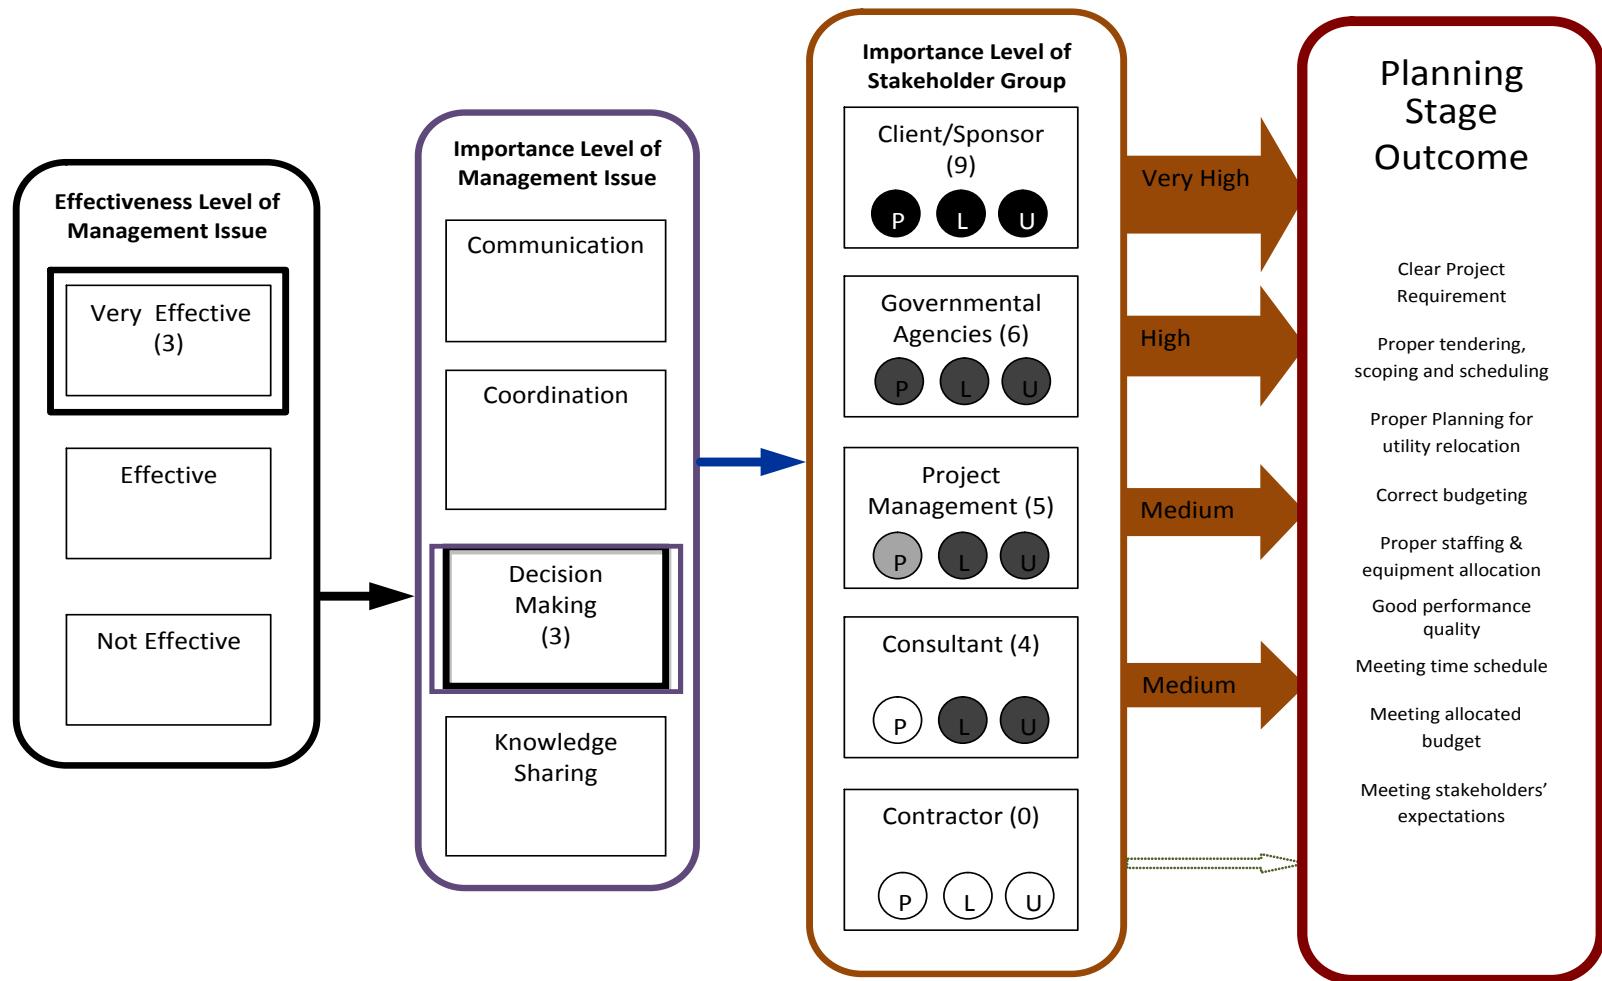 Effectiveness Level of
Management Issue
Very Effective
(3)
Effective
Not Effective
Importance Level of
Management Issue
Communication
Coordination
Decision
Making
(3)
Knowledge
Sharing
Importance Level of
Stakeholder Group
Client/Sponsor
(9)
P L U
Governmental
Agencies (6)
P L U
Project
Management (5)
P L U
Consultant (4)
P L U
Contractor (0)
P L U
Very High
High
Medium
Medium
Planning
Stage
Outcome
Clear Project
Requirement
Proper tendering,
scoping and scheduling
Proper Planning for
utility relocation
Correct budgeting
Proper staffing &
equipment allocation
Good performance
quality
Meeting time schedule
Meeting allocated
budget
Meeting stakeholders’
expectations